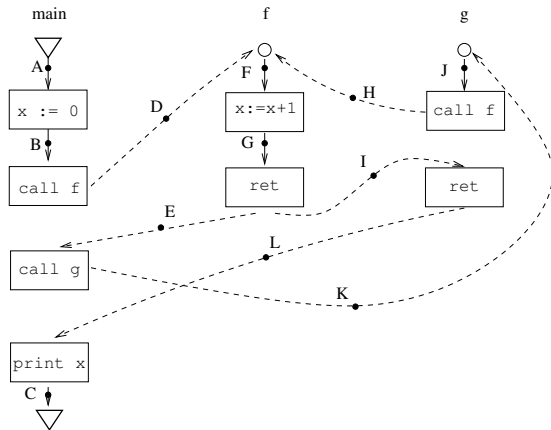 main f g
A F J
x := 0 D x:=x+1 H call f
B G
call f ret I ret
E
call g L
K
print x
C